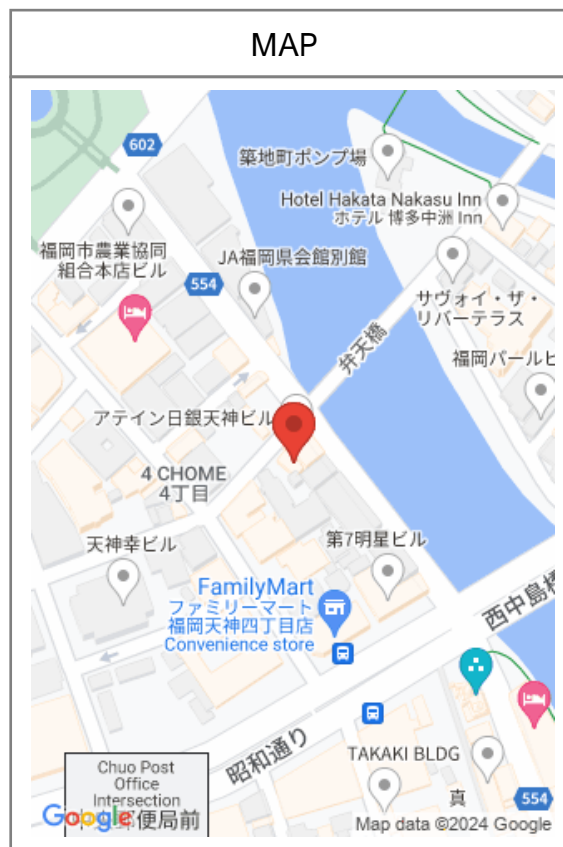 MAP
602
築地町ポンプ場
Hotel Hakata Nakasu Inn
ホテル 博多中洲 Inn
福岡市農業協同
組合本店ビル
JA福岡県会館別館
554
サヴォイ・ザ・
リバーテラス
弁天橋
福岡パールビ
アテイン日銀天神ビル
4 CHOME
4丁目
天神幸ビル
第7明星ビル
FamilyMart
ファミリーマート
福岡天神四丁目店
Convenience store
西中島橋
昭和通り
TAKAKI BLDG
真
554
Chuo Post
Office
Intersection
郵便局前
Google
Map data ©2024 Google